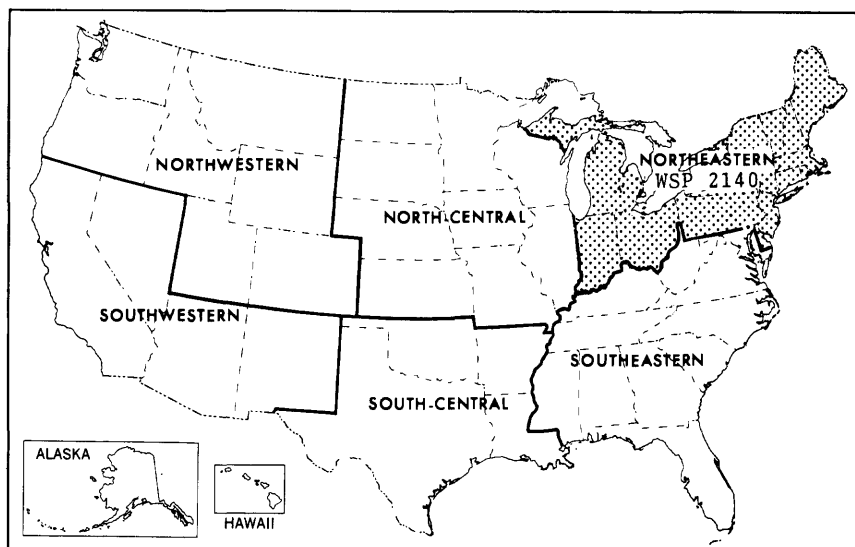 NORTHWESTERN
NORTHEASTERN
WSP 2140
NORTH-CENTRAL
SOUTHWESTERN
SOUTHEASTERN
SOUTH-CENTRAL
ALASKA
HAWAII